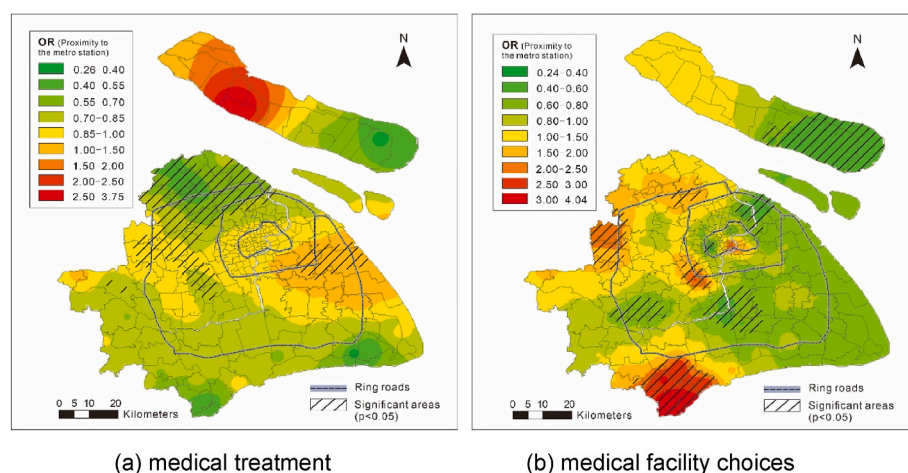 OR (Proximity to
the metro station)
0.26 0.40
0.40 0.55
0.55 0.70
0.70-0.85
0.85-1.00
1.00-1.50
1.50 2.00
2.00-2.50
2.50 3.75
N
Ring roads
Significant areas
(p<0.05)
0 5 10 20
Kilometers
(a) medical treatment
OR (Proximity to
the metro station)
0.24-0.40
0.40-0.60
0.60-0.80
0.80-1.00
1.00-1.50
1.50-2.00
2.00-2.50
2.50 3.00
3.00 4.04
N
Ring roads
Significant areas
(p<0.05)
0 5 10 20
Kilometers
(b) medical facility choices